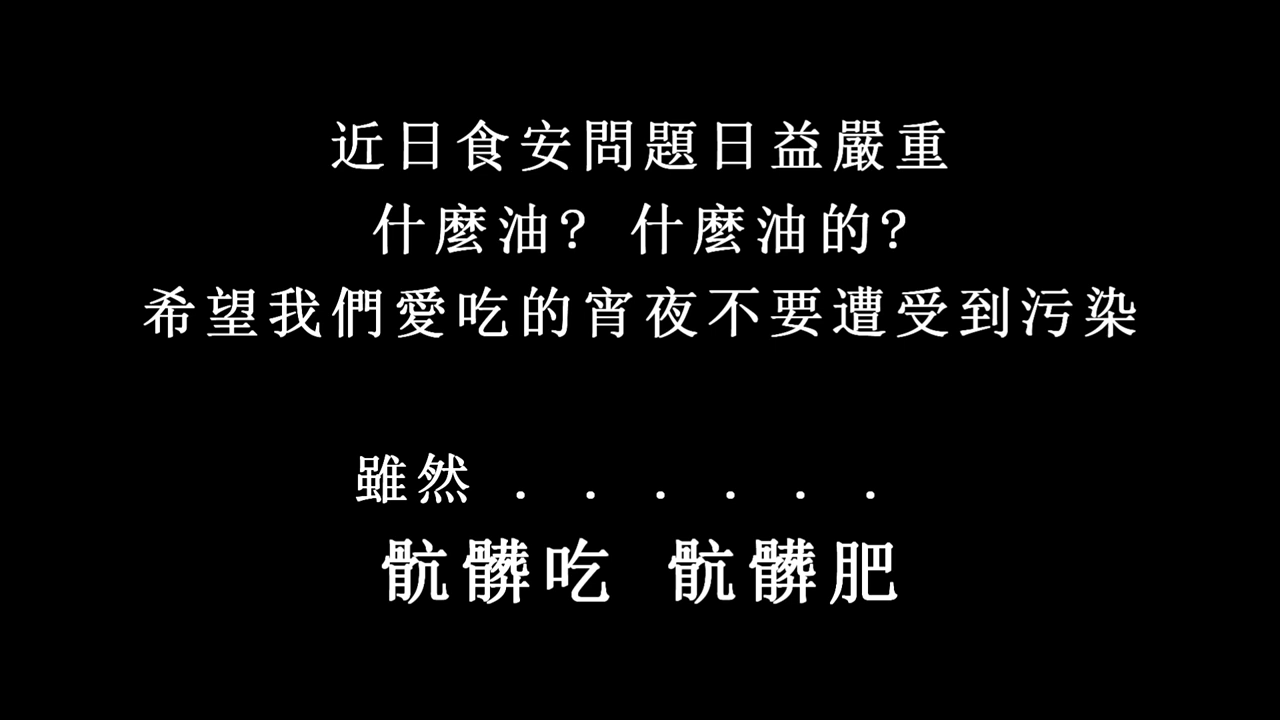 近日食安問題日益嚴重
什麼油? 什麼油的?
希望我們愛吃的宵夜不要遭受到污染
雖然 . . . . . .
骯髒吃 骯髒肥